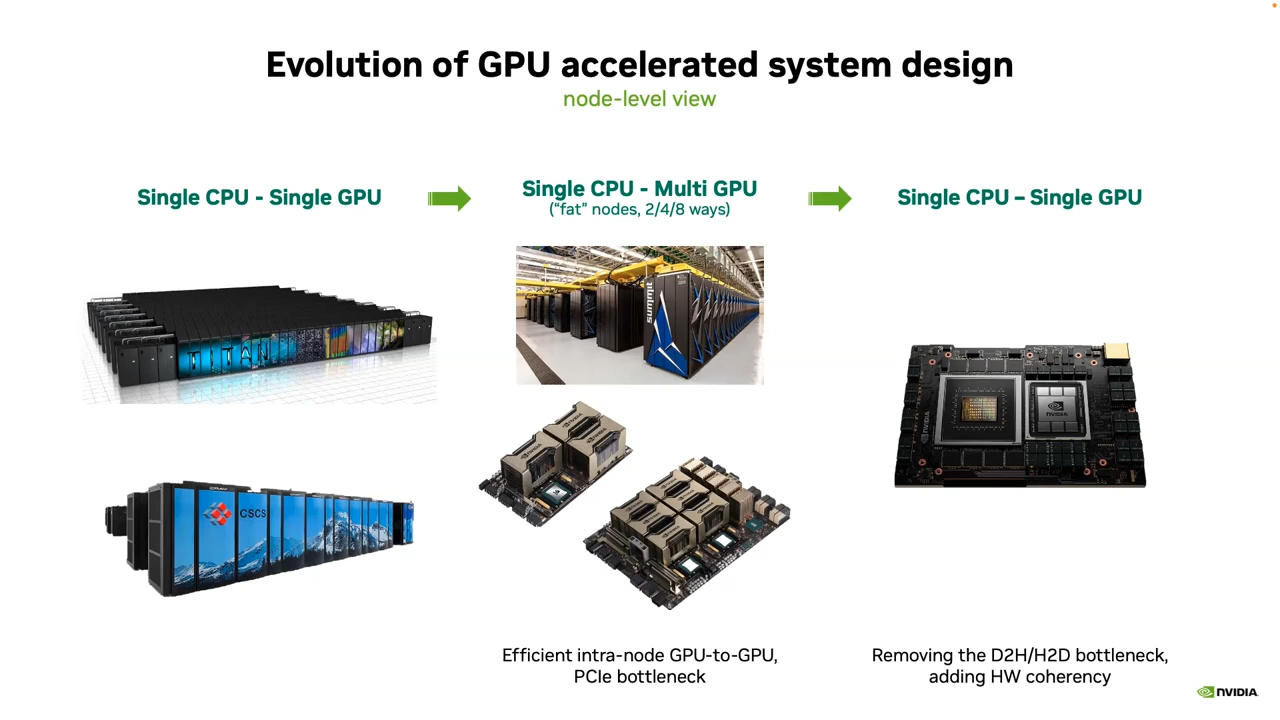 Evolution of GPU accelerated system design
node-level view
Single CPU - Single GPU
Single CPU - Multi GPU
(“fat” nodes, 2/4/8 ways)
Single CPU – Single GPU
TITAN
summit
CSCS
NVIDIA
NVIDIA
NVIDIA
Efficient intra-node GPU-to-GPU,
PCIe bottleneck
Removing the D2H/H2D bottleneck,
adding HW coherency
NVIDIA